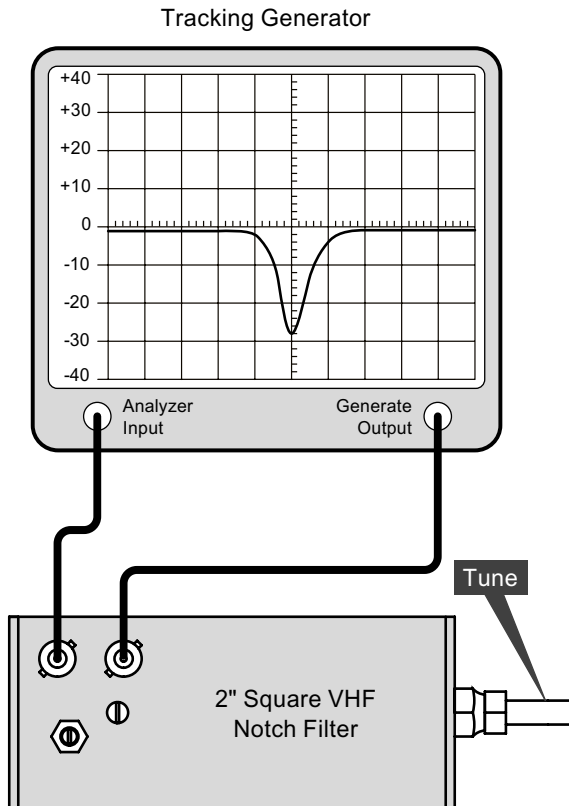 Tracking Generator
+40
+30
+20
+10
0
-10
-20
-30
-40
Analyzer
Input
Generate
Output
Tune
2" Square VHF
Notch Filter